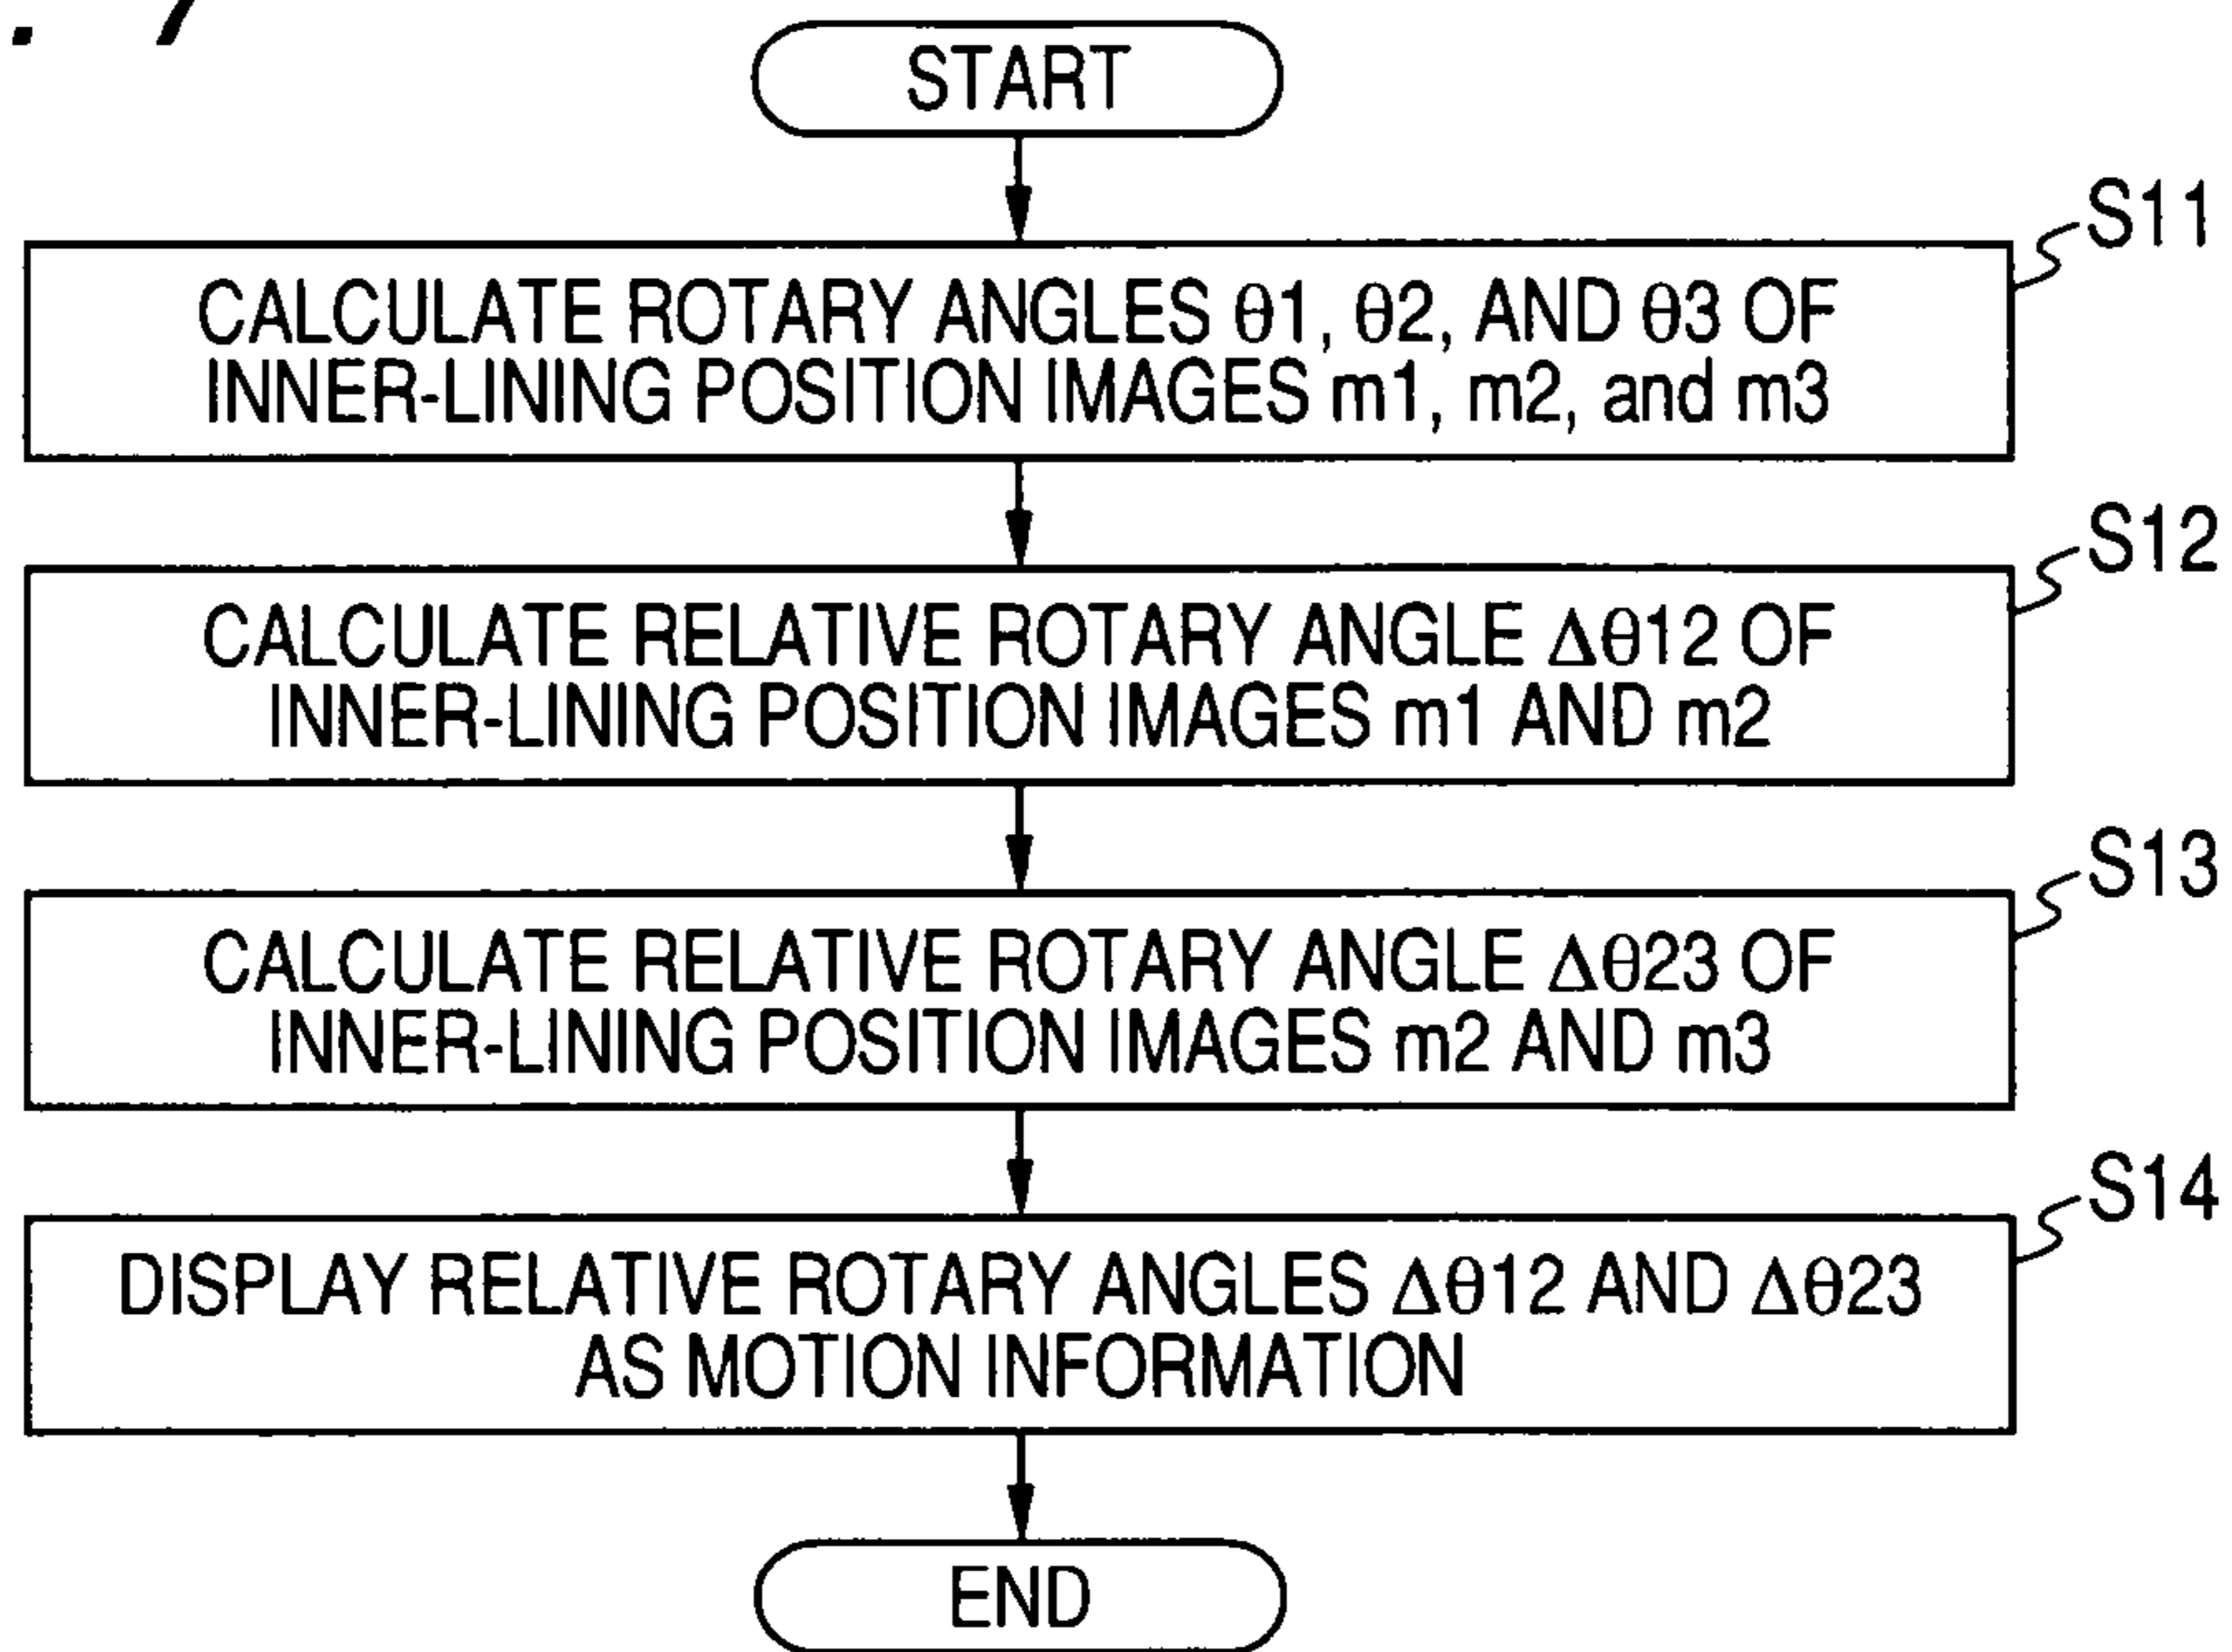 . 7
START
S11
CALCULATE ROTARY ANGLES θ1, θ2, AND θ3 OF
INNER-LINING POSITION IMAGES m1, m2, and m3
S12
CALCULATE RELATIVE ROTARY ANGLE Δθ12 OF
INNER-LINING POSITION IMAGES m1 AND m2
S13
CALCULATE RELATIVE ROTARY ANGLE Δθ23 OF
INNER-LINING POSITION IMAGES m2 AND m3
S14
DISPLAY RELATIVE ROTARY ANGLES Δθ12 AND Δθ23
AS MOTION INFORMATION
END